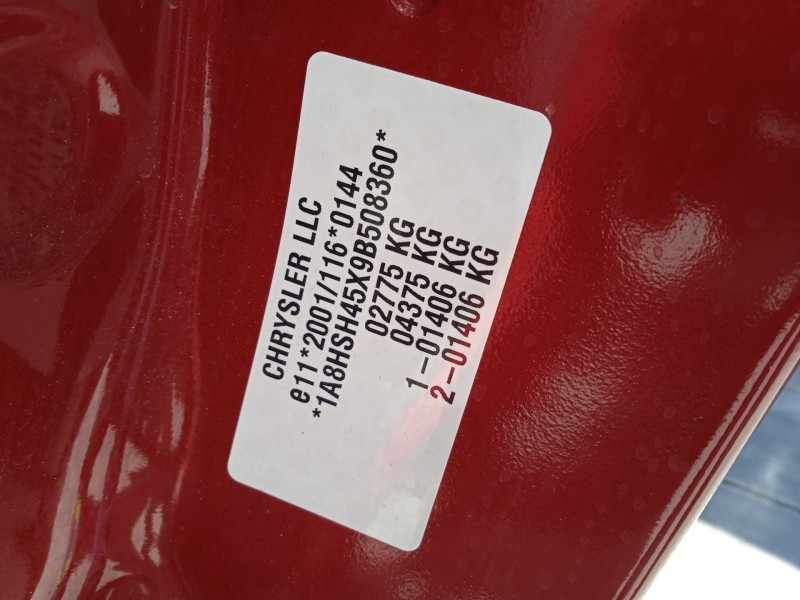 CHRYSLER LLC
e11*2001/116*0144
*1A8HSH45X9B508360*
02775 KG
04375 KG
1-01406 KG
2-01406 KG